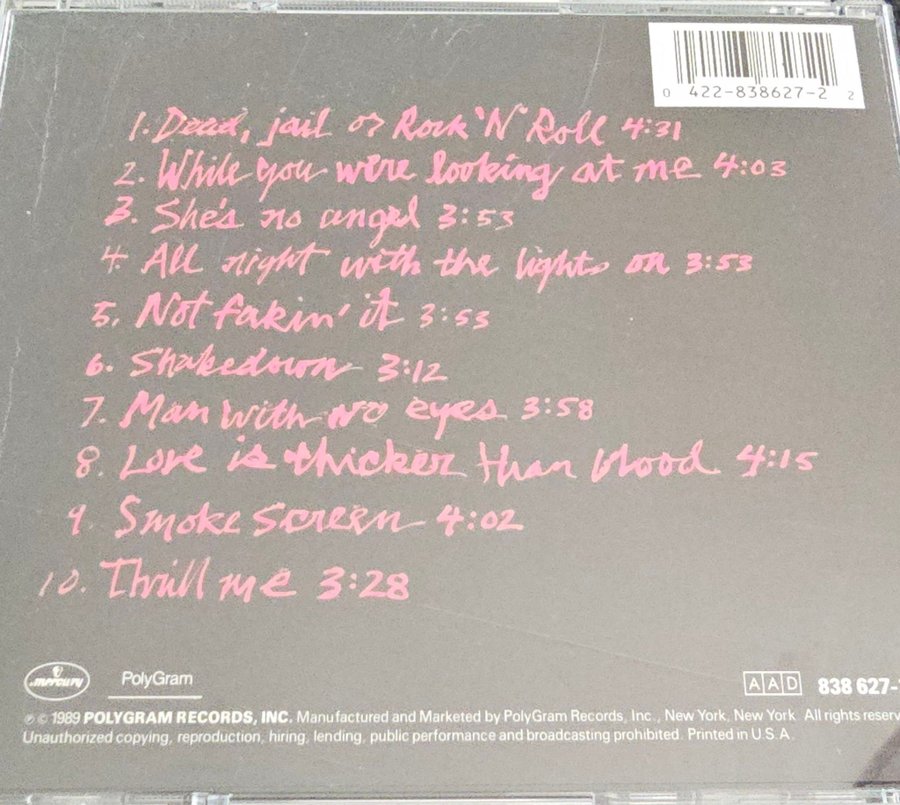 0 422-838627-2 2
1. Dead, jail or Rock 'N' Roll 4:31
2. While you were looking at me 4:03
3. She's no angel 3:53
4. All night with the lights on 3:53
5. Not fakin' it 3:53
6. Shakedown 3:12
7. Man with no eyes 3:58
8. Love is thicker than blood 4:15
9. Smoke screen 4:02
10. Thrill me 3:28
mercury PolyGram AAD 838 627-
℗ © 1989 POLYGRAM RECORDS, INC. Manufactured and Marketed by PolyGram Records, Inc., New York, New York All rights reserv
Unauthorized copying, reproduction, hiring, lending, public performance and broadcasting prohibited. Printed in U.S.A.